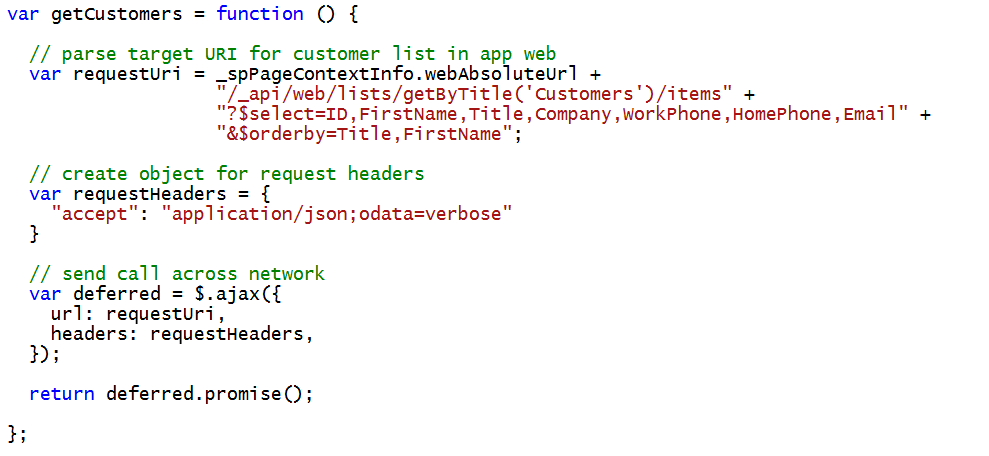 var getCustomers = function () {
// parse target URI for customer list in app web
var requestUri = _spPageContextInfo.webAbsoluteUrl +
"/_api/web/lists/getByTitle('Customers')/items" +
"?$select=ID,FirstName,Title,Company,WorkPhone,HomePhone,Email" +
"&$orderby=Title,FirstName";
// create object for request headers
var requestHeaders = {
"accept": "application/json;odata=verbose"
}
// send call across network
var deferred = $.ajax({
url: requestUri,
headers: requestHeaders,
});
return deferred.promise();
};